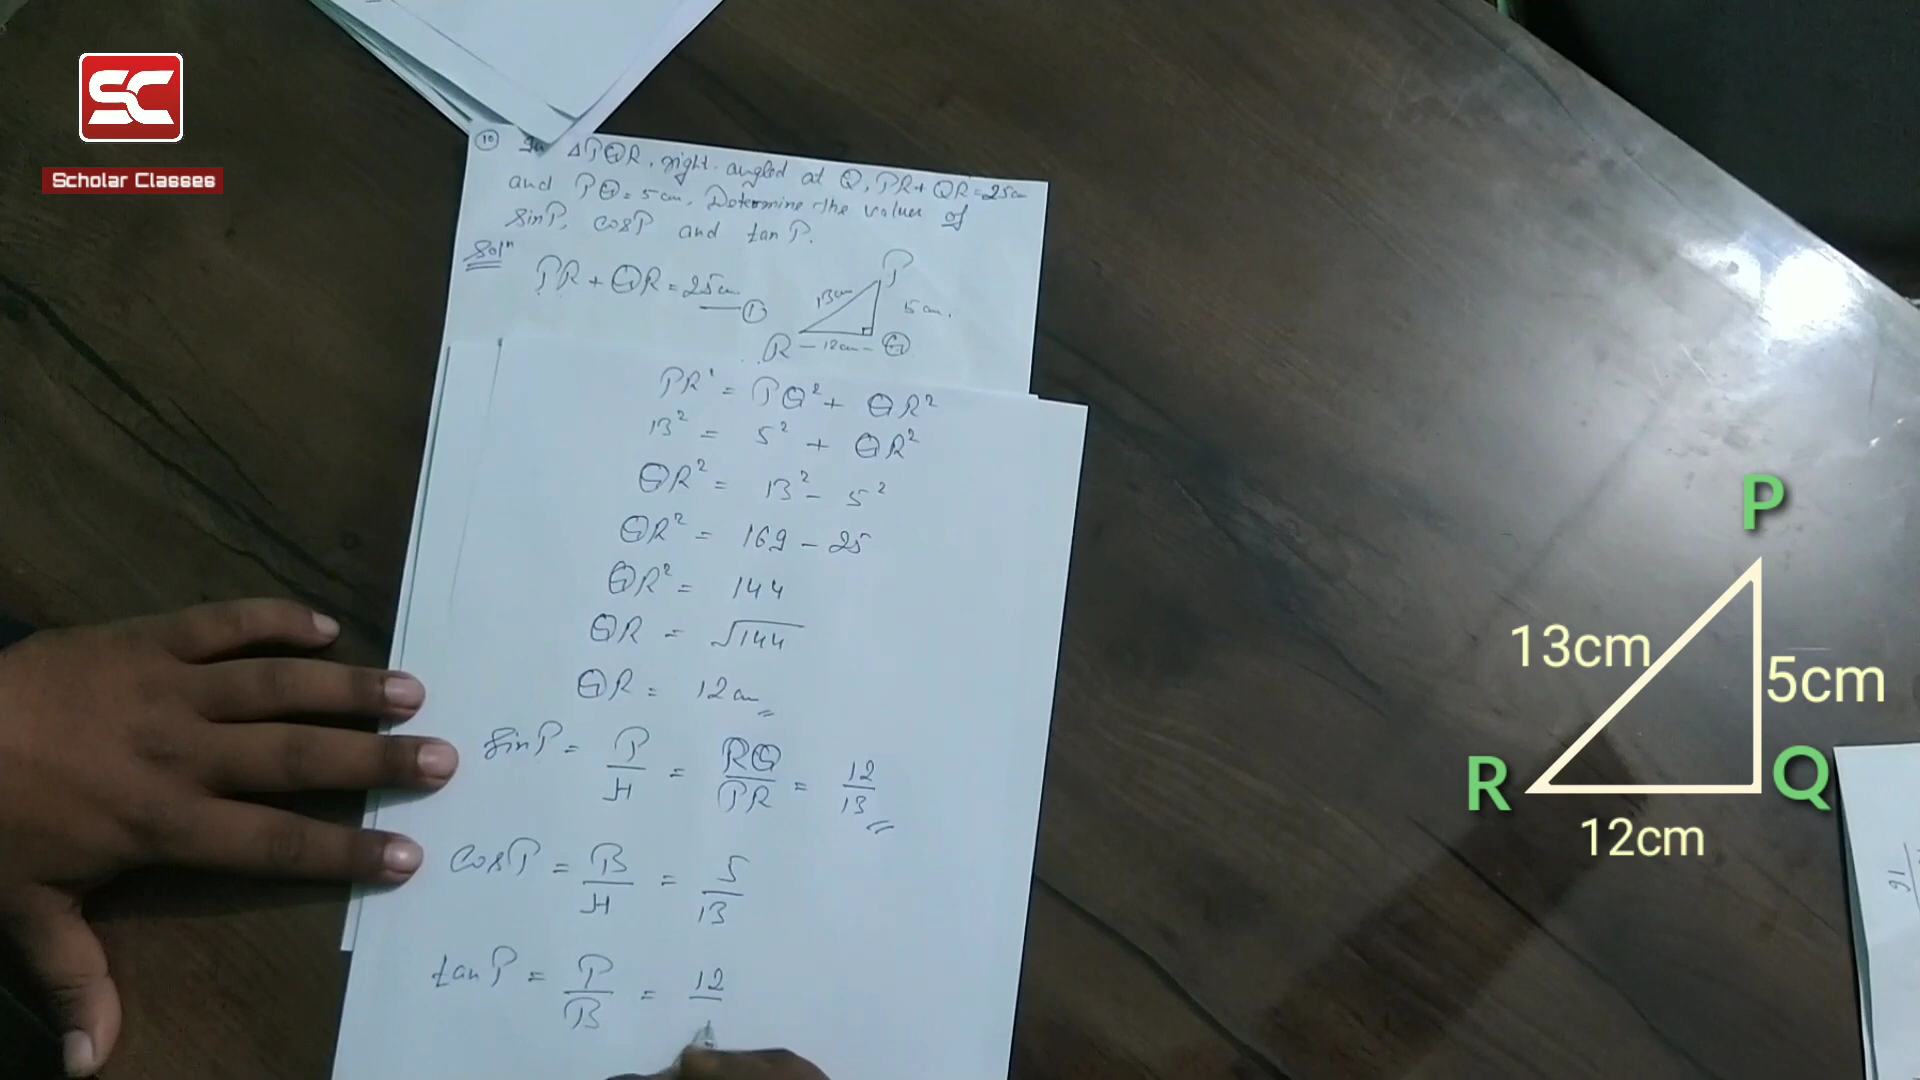 SC
Scholar Classes
(10) In ΔPQR, right-angled at Q, PR + QR = 25cm
and PQ = 5cm. Determine the values of
sinP, cosP and tanP.
Solⁿ
PR + QR = 25cm —(1)
P
13cm
5cm.
R – 12cm – Q
PR² = PQ² + QR²
13² = 5² + QR²
QR² = 13² – 5²
QR² = 169 – 25
QR² = 144
QR = √144
QR = 12cm
sinP = P/H = RQ/PR = 12/13
cosP = B/H = 5/13
tanP = P/B = 12/
P
13cm
5cm
R
Q
12cm
16